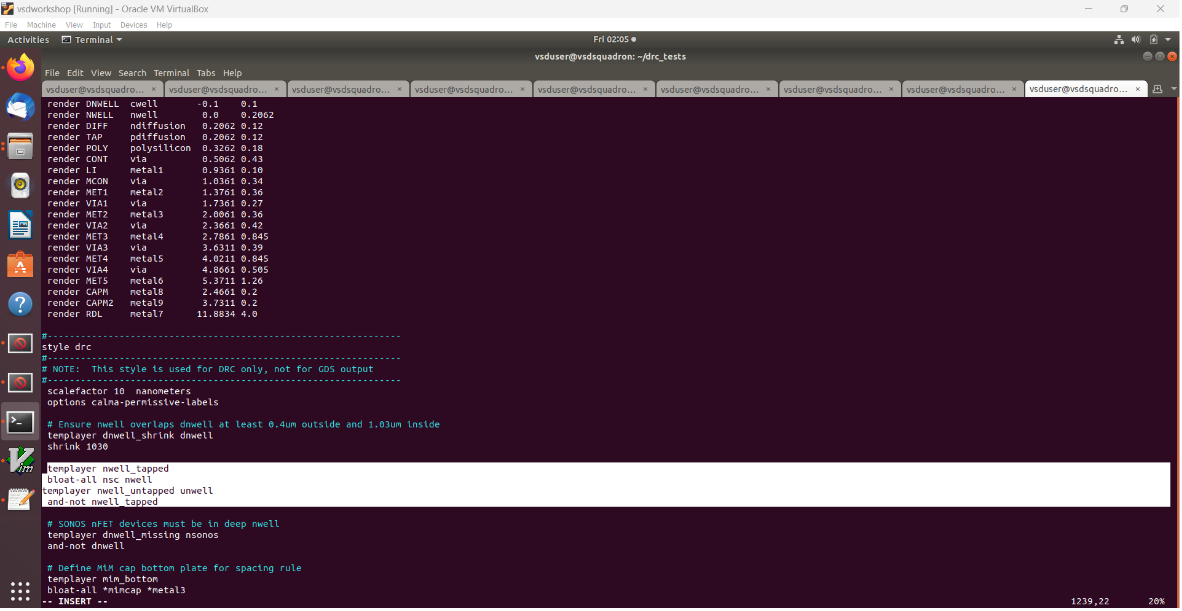 vsdworkshop [Running] - Oracle VM VirtualBox
File Machine View Input Devices Help
Activities Terminal Fri 02:05
vsduser@vsdsquadron: ~/drc_tests
File Edit View Search Terminal Tabs Help
vsduser@vsdsquadro... × vsduser@vsdsquadro... × vsduser@vsdsquadro... × vsduser@vsdsquadro... × vsduser@vsdsquadro... × vsduser@vsdsquadro... × vsduser@vsdsquadro... × vsduser@vsdsquadro... × vsduser@vsdsquadro... ×
render DNWELL cwell -0.1 0.1
render NWELL nwell 0.0 0.2062
render DIFF ndiffusion 0.2062 0.12
render TAP pdiffusion 0.2062 0.12
render POLY polysilicon 0.3262 0.18
render CONT via 0.5062 0.43
render LI metal1 0.9361 0.10
render MCON via 1.0361 0.34
render MET1 metal2 1.3761 0.36
render VIA1 via 1.7361 0.27
render MET2 metal3 2.0061 0.36
render VIA2 via 2.3661 0.42
render MET3 metal4 2.7861 0.845
render VIA3 via 3.6311 0.39
render MET4 metal5 4.0211 0.845
render VIA4 via 4.8661 0.505
render MET5 metal6 5.3711 1.26
render CAPM metal8 2.4661 0.2
render CAPM2 metal9 3.7311 0.2
render RDL metal7 11.8834 4.0
#----------------------------------------------------------------
style drc
#----------------------------------------------------------------
# NOTE: This style is used for DRC only, not for GDS output
#----------------------------------------------------------------
scalefactor 10 nanometers
options calma-permissive-labels
# Ensure nwell overlaps dnwell at least 0.4um outside and 1.03um inside
templayer dnwell_shrink dnwell
shrink 1030
templayer nwell_tapped
bloat-all nsc nwell
templayer nwell_untapped unwell
and-not nwell_tapped
# SONOS nFET devices must be in deep nwell
templayer dnwell_missing nsonos
and-not dnwell
# Define MiM cap bottom plate for spacing rule
templayer mim_bottom
bloat-all *mimcap *metal3
-- INSERT -- 1239,22 20%